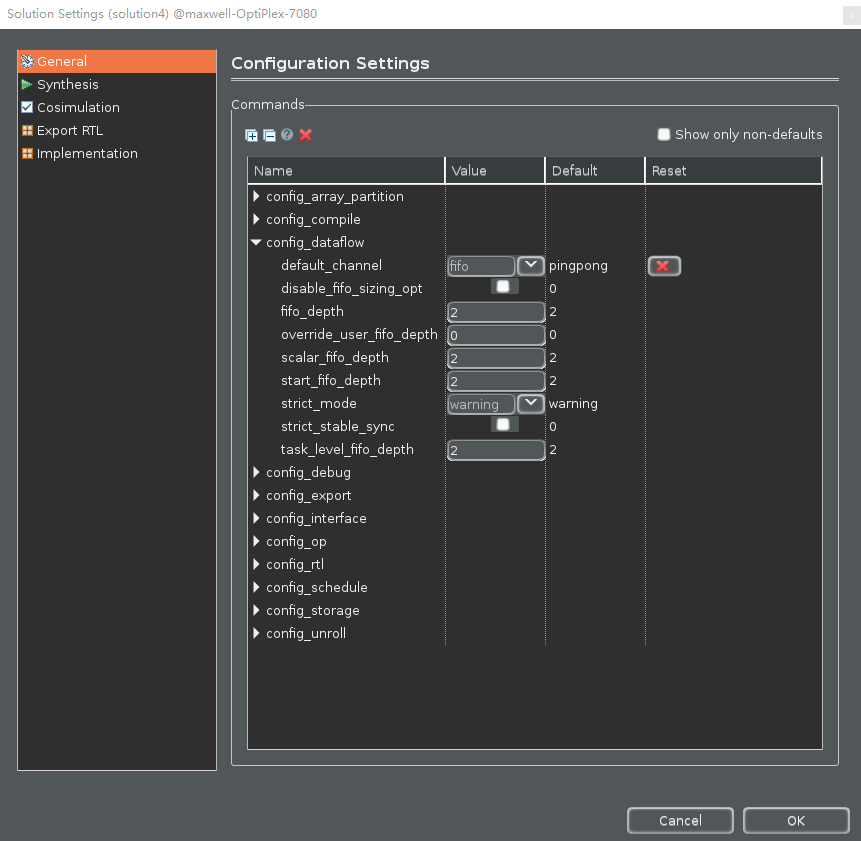 Solution Settings (solution4) @maxwell-OptiPlex-7080
General
Synthesis
Cosimulation
Export RTL
Implementation
Configuration Settings
Commands
Show only non-defaults
Name Value Default Reset
config_array_partition
config_compile
config_dataflow
default_channel fifo pingpong
disable_fifo_sizing_opt 0
fifo_depth 2 2
override_user_fifo_depth 0 0
scalar_fifo_depth 2 2
start_fifo_depth 2 2
strict_mode warning warning
strict_stable_sync 0
task_level_fifo_depth 2 2
config_debug
config_export
config_interface
config_op
config_rtl
config_schedule
config_storage
config_unroll
Cancel OK